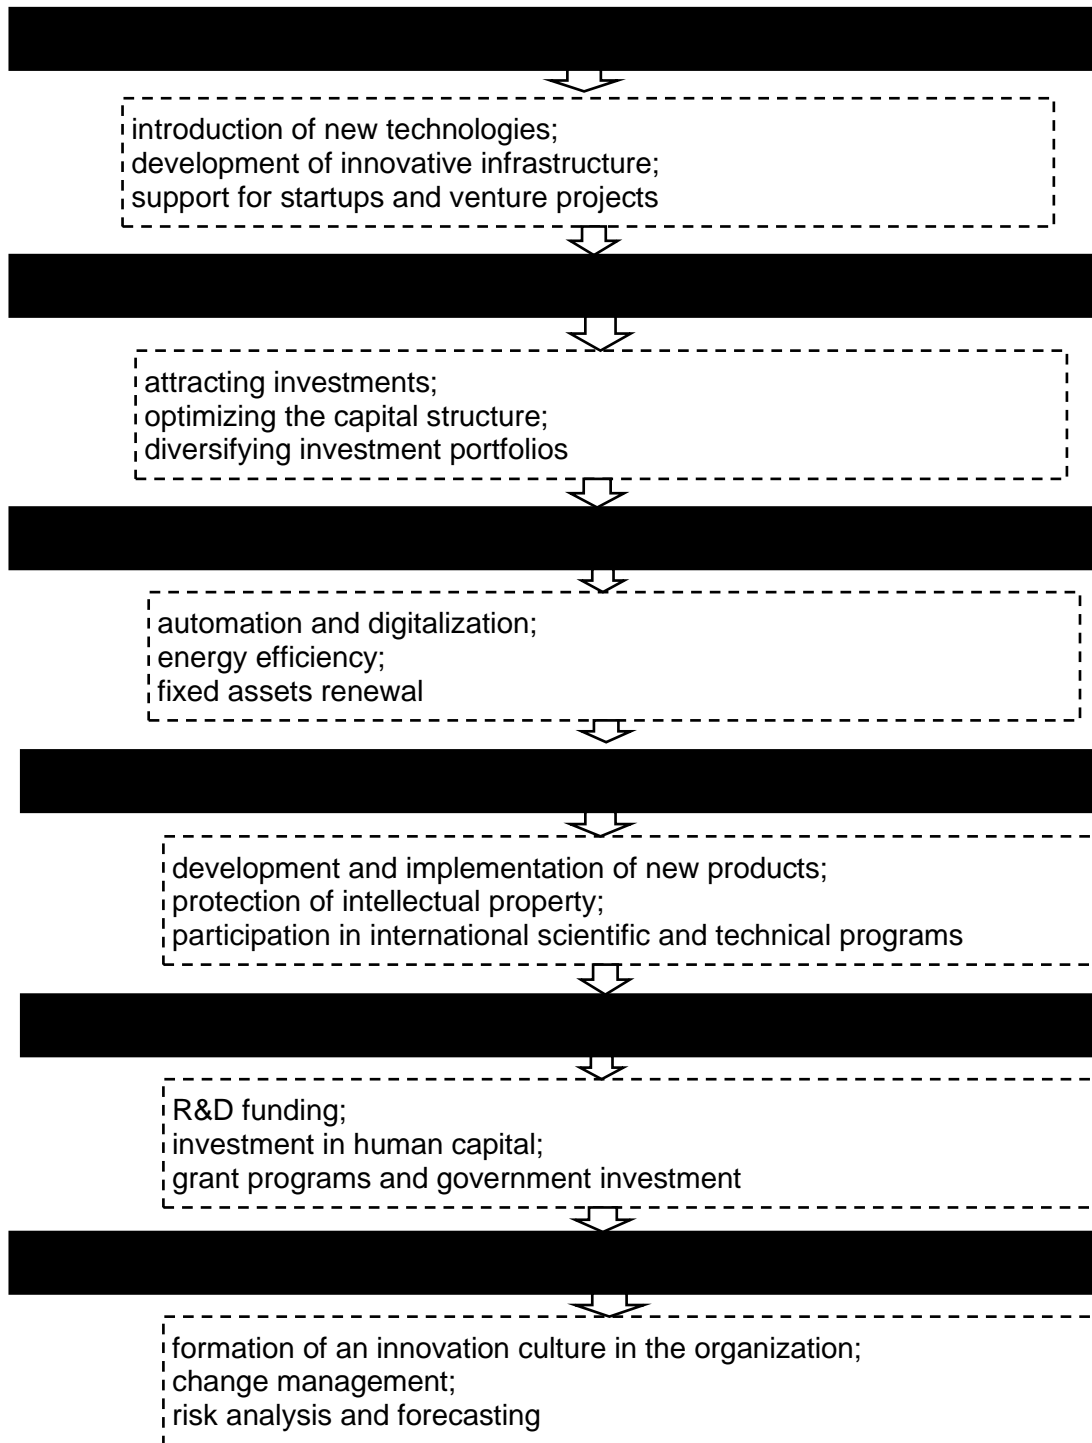 introduction of new technologies;
development of innovative infrastructure;
support for startups and venture projects
attracting investments;
optimizing the capital structure;
diversifying investment portfolios
automation and digitalization;
energy efficiency;
fixed assets renewal
development and implementation of new products;
protection of intellectual property;
participation in international scientific and technical programs
R&D funding;
investment in human capital;
grant programs and government investment
formation of an innovation culture in the organization;
change management;
risk analysis and forecasting